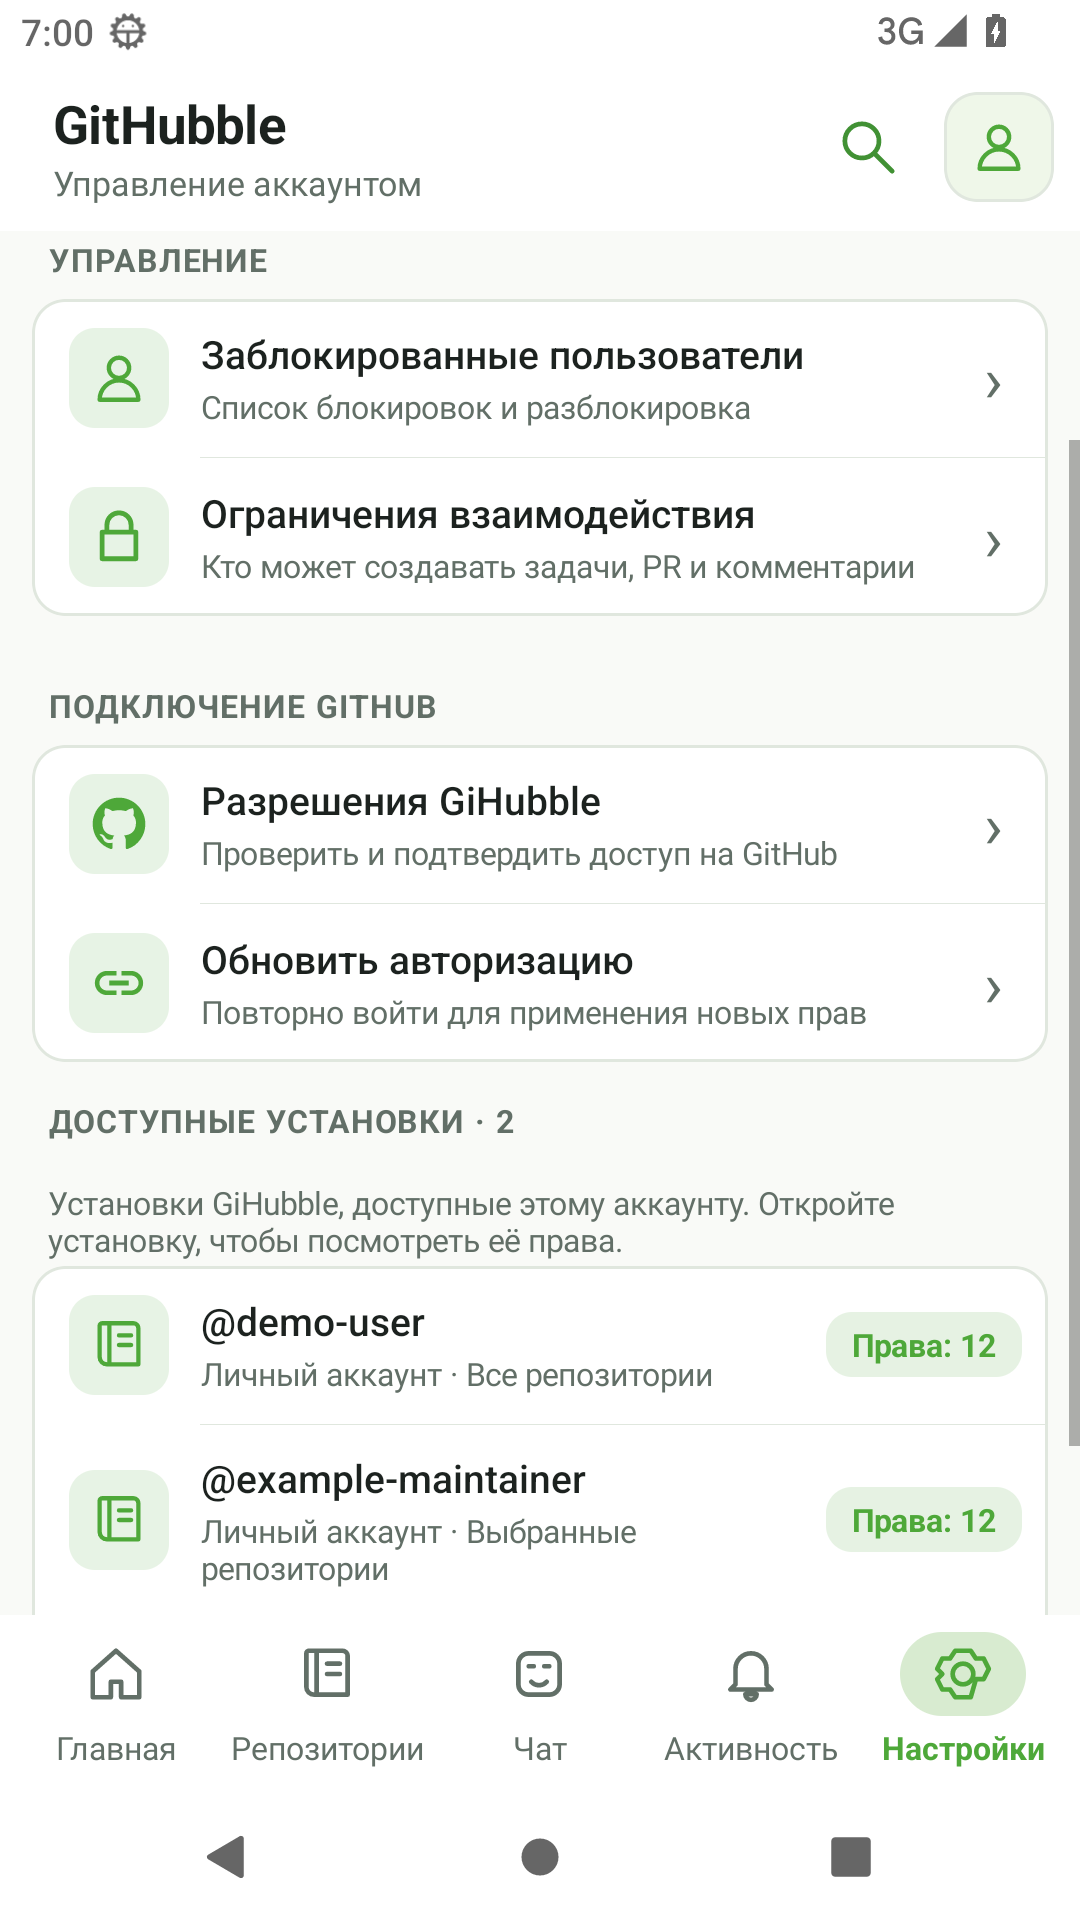 7:00
3G
GitHubble
Управление аккаунтом
УПРАВЛЕНИЕ
Заблокированные пользователи
Список блокировок и разблокировка
Ограничения взаимодействия
Кто может создавать задачи, PR и комментарии
ПОДКЛЮЧЕНИЕ GITHUB
Разрешения GiHubble
Проверить и подтвердить доступ на GitHub
Обновить авторизацию
Повторно войти для применения новых прав
ДОСТУПНЫЕ УСТАНОВКИ · 2
Установки GiHubble, доступные этому аккаунту. Откройте
установку, чтобы посмотреть её права.
@demo-user
Личный аккаунт · Все репозитории
Права: 12
@example-maintainer
Личный аккаунт · Выбранные
репозитории
Права: 12
Главная
Репозитории
Чат
Активность
Настройки